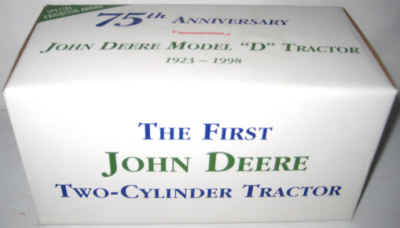 75th ANNIVERSARY
JOHN DEERE MODEL "D" TRACTOR
1923 – 1998
THE FIRST
JOHN DEERE
TWO-CYLINDER TRACTOR